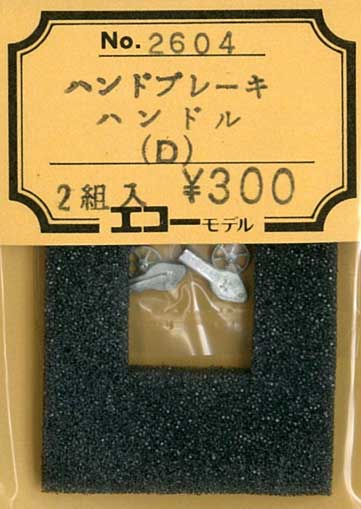 No. 2604
ハンドブレーキ
ハンドル
(D)
2組入 ¥300
エコーモデル